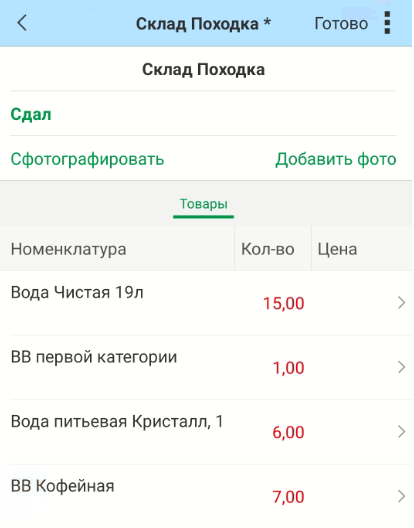 Склад Походка * Готово
Склад Походка
Сдал
Сфотографировать Добавить фото
Товары
Номенклатура Кол-во Цена
Вода Чистая 19л 15,00
ВВ первой категории 1,00
Вода питьевая Кристалл, 1 6,00
ВВ Кофейная 7,00